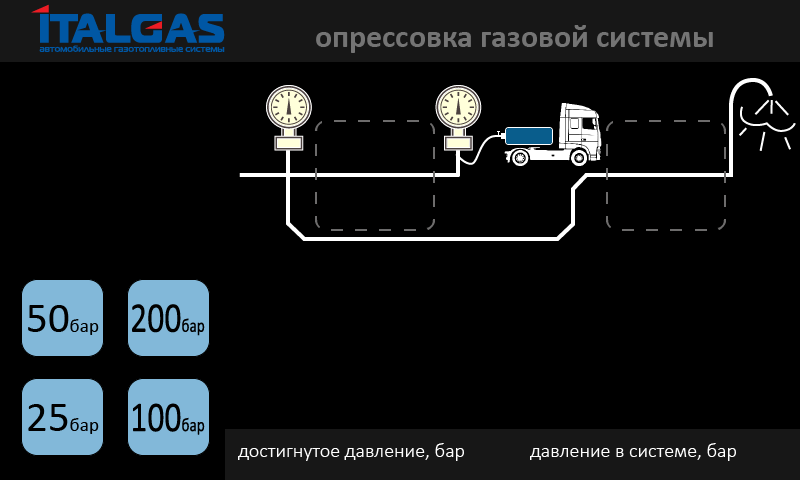 ITALGAS
автомобильные газотопливные системы
опрессовка газовой системы
50бар
200бар
25бар
100бар
достигнутое давление, бар
давление в системе, бар